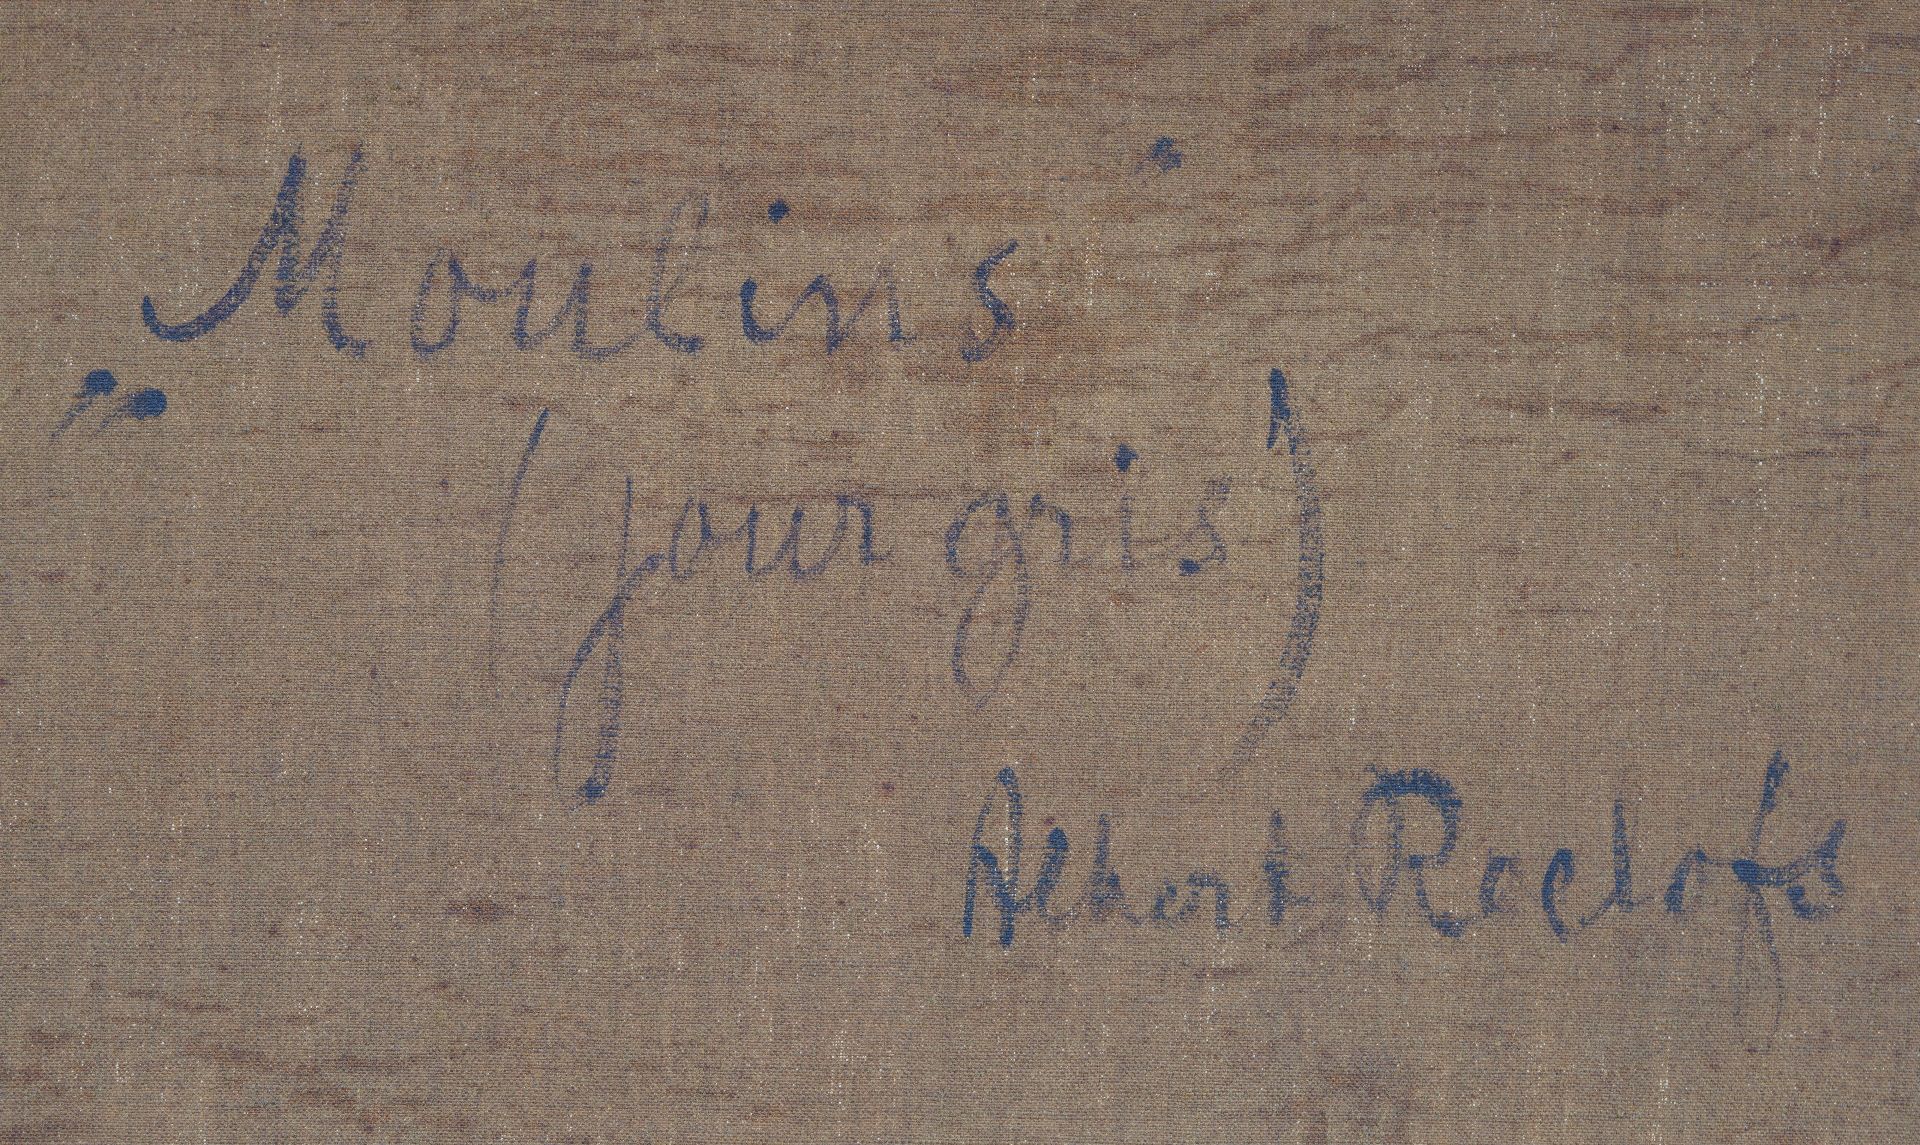 „Moulins"
(jour gris)
Albert Roelofs